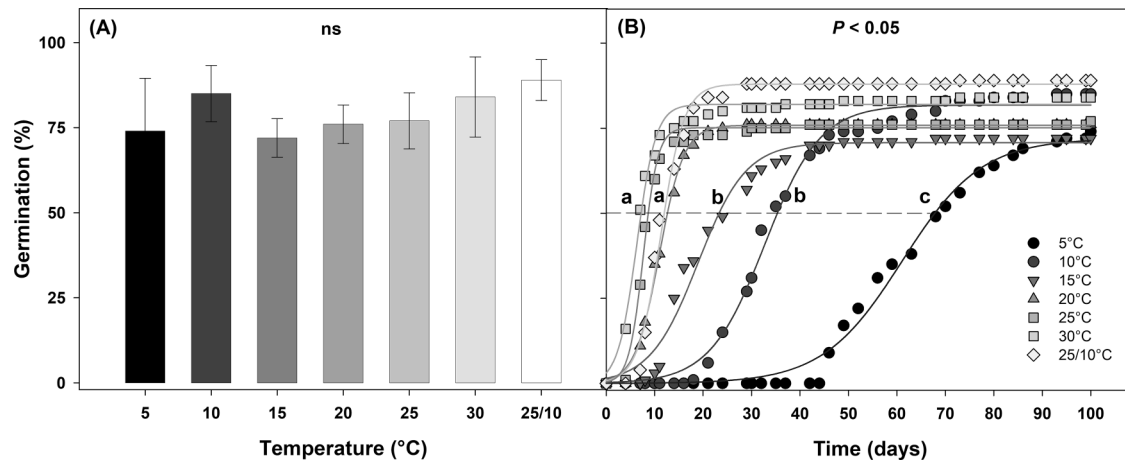 (A)
ns
Germination (%)
100
75
50
25
0
5 10 15 20 25 30 25/10
Temperature (°C)
(B)
P < 0.05
a a b b c
5°C
10°C
15°C
20°C
25°C
30°C
25/10°C
0 10 20 30 40 50 60 70 80 90 100
Time (days)